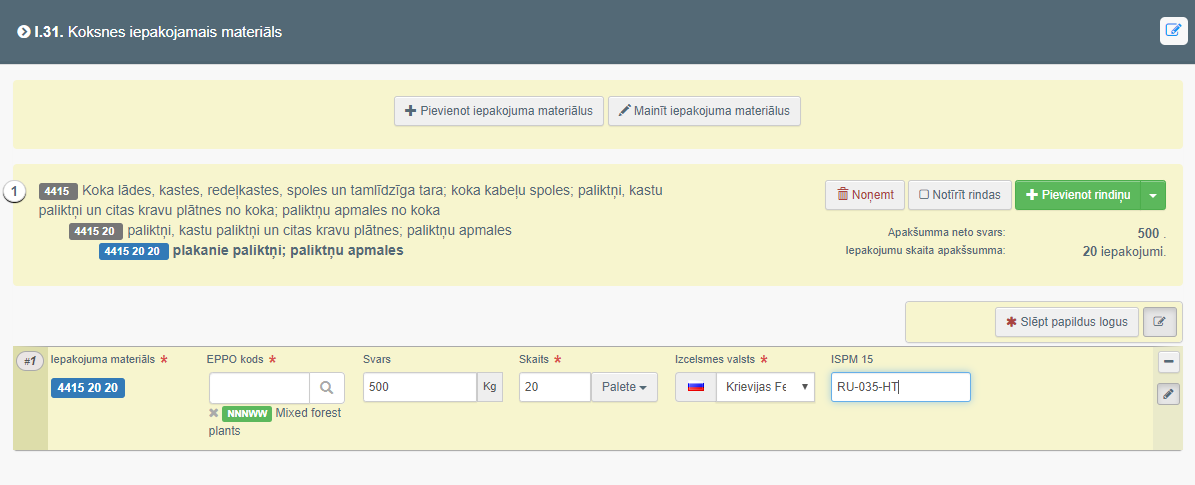 I.31. Koksnes iepakojamais materiāls
Pievienot iepakojuma materiālus
Mainīt iepakojuma materiālus
1
4415 Koka lādes, kastes, redeļkastes, spoles un tamlīdzīga tara; koka kabeļu spoles; paliktņi, kastu
paliktņi un citas kravu plātnes no koka; paliktņu apmales no koka
4415 20 paliktņi, kastu paliktņi un citas kravu plātnes; paliktņu apmales
4415 20 20 plakanie paliktņi; paliktņu apmales
Noņemt
Notīrīt rindas
Pievienot rindiņu
Apakšumma neto svars: 500 .
Iepakojumu skaita apakšsumma: 20 iepakojumi.
* Slēpt papildus logus
#1
Iepakojuma materiāls *
EPPO kods *
Svars
Skaits *
Izcelsmes valsts *
ISPM 15
4415 20 20
500 Kg
20 Palete
Krievijas Fe
RU-035-HT
NNNWW Mixed forest
plants